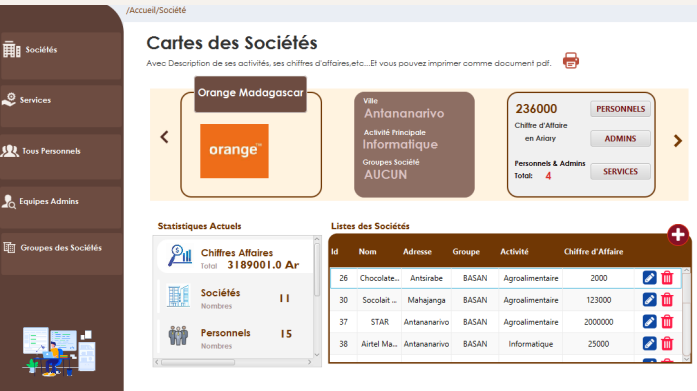 /Accueil/Société
Sociétés
Services
Tous Personnels
Equipes Admins
Groupes des Sociétés
Cartes des Sociétés
Avec Description de ses activités, ses chiffres d'affaires,etc...Et vous pouvez imprimer comme document pdf.
Orange Madagascar
orange™
Ville
Antananarivo
Activité Principale
Informatique
Groupes Société
AUCUN
236000
Chiffre d'Affaire
en Ariary
Personnels & Admins
Total: 4
PERSONNELS
ADMINS
SERVICES
Statistiques Actuels
Chiffres Affaires
Total 3189001.0 Ar
Sociétés 11
Nombres
Personnels 15
Nombres
Listes des Sociétés
Id Nom Adresse Groupe Activité Chiffre d'Affaire
26 Chocolate... Antsirabe BASAN Agroalimentaire 2000
30 Socolait ... Mahajanga BASAN Agroalimentaire 123000
37 STAR Antananarivo BASAN Agroalimentaire 2000000
38 Airtel Ma... Antananarivo BASAN Informatique 25000